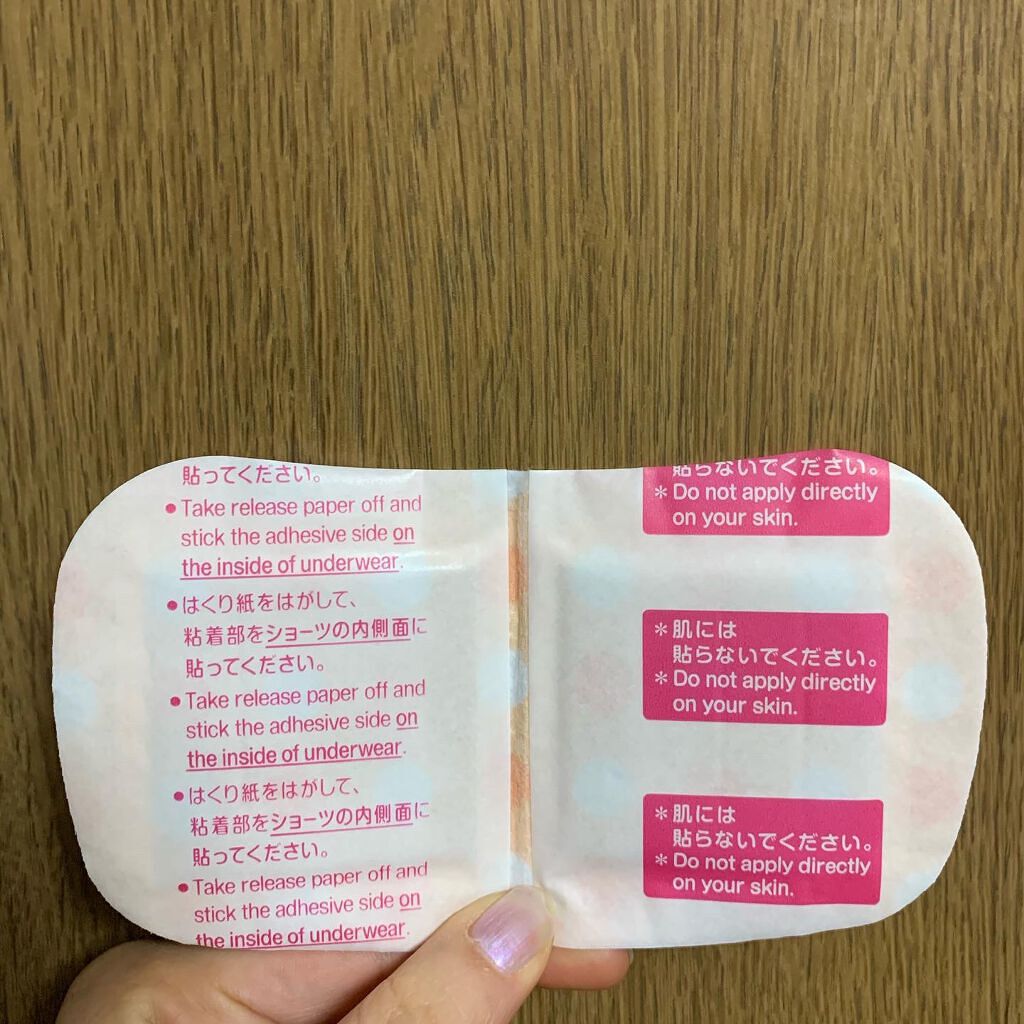 貼ってください。
●Take release paper off and
stick the adhesive side on
the inside of underwear.
●はくり紙をはがして、
粘着部をショーツの内側面に
貼ってください。
●Take release paper off and
stick the adhesive side on
the inside of underwear.
●はくり紙をはがして、
粘着部をショーツの内側面に
貼ってください。
●Take release paper off and
stick the adhesive side on
the inside of underwear.
貼らないでください。
＊Do not apply directly
on your skin.
＊肌には
貼らないでください。
＊Do not apply directly
on your skin.
＊肌には
貼らないでください。
＊Do not apply directly
on your skin.